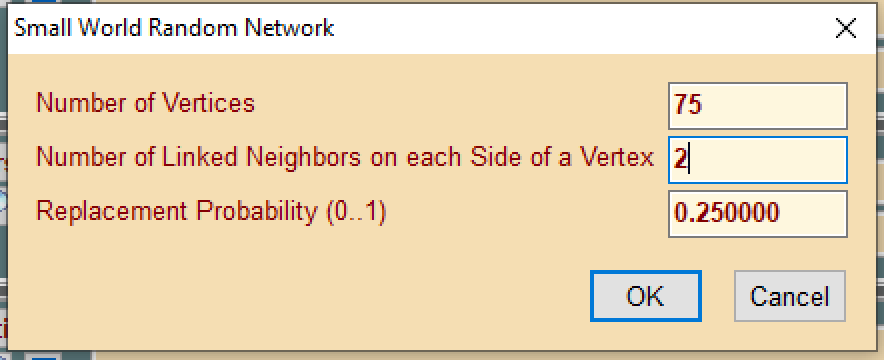 Small World Random Network
Number of Vertices 75
Number of Linked Neighbors on each Side of a Vertex 2
Replacement Probability (0..1) 0.250000
OK Cancel